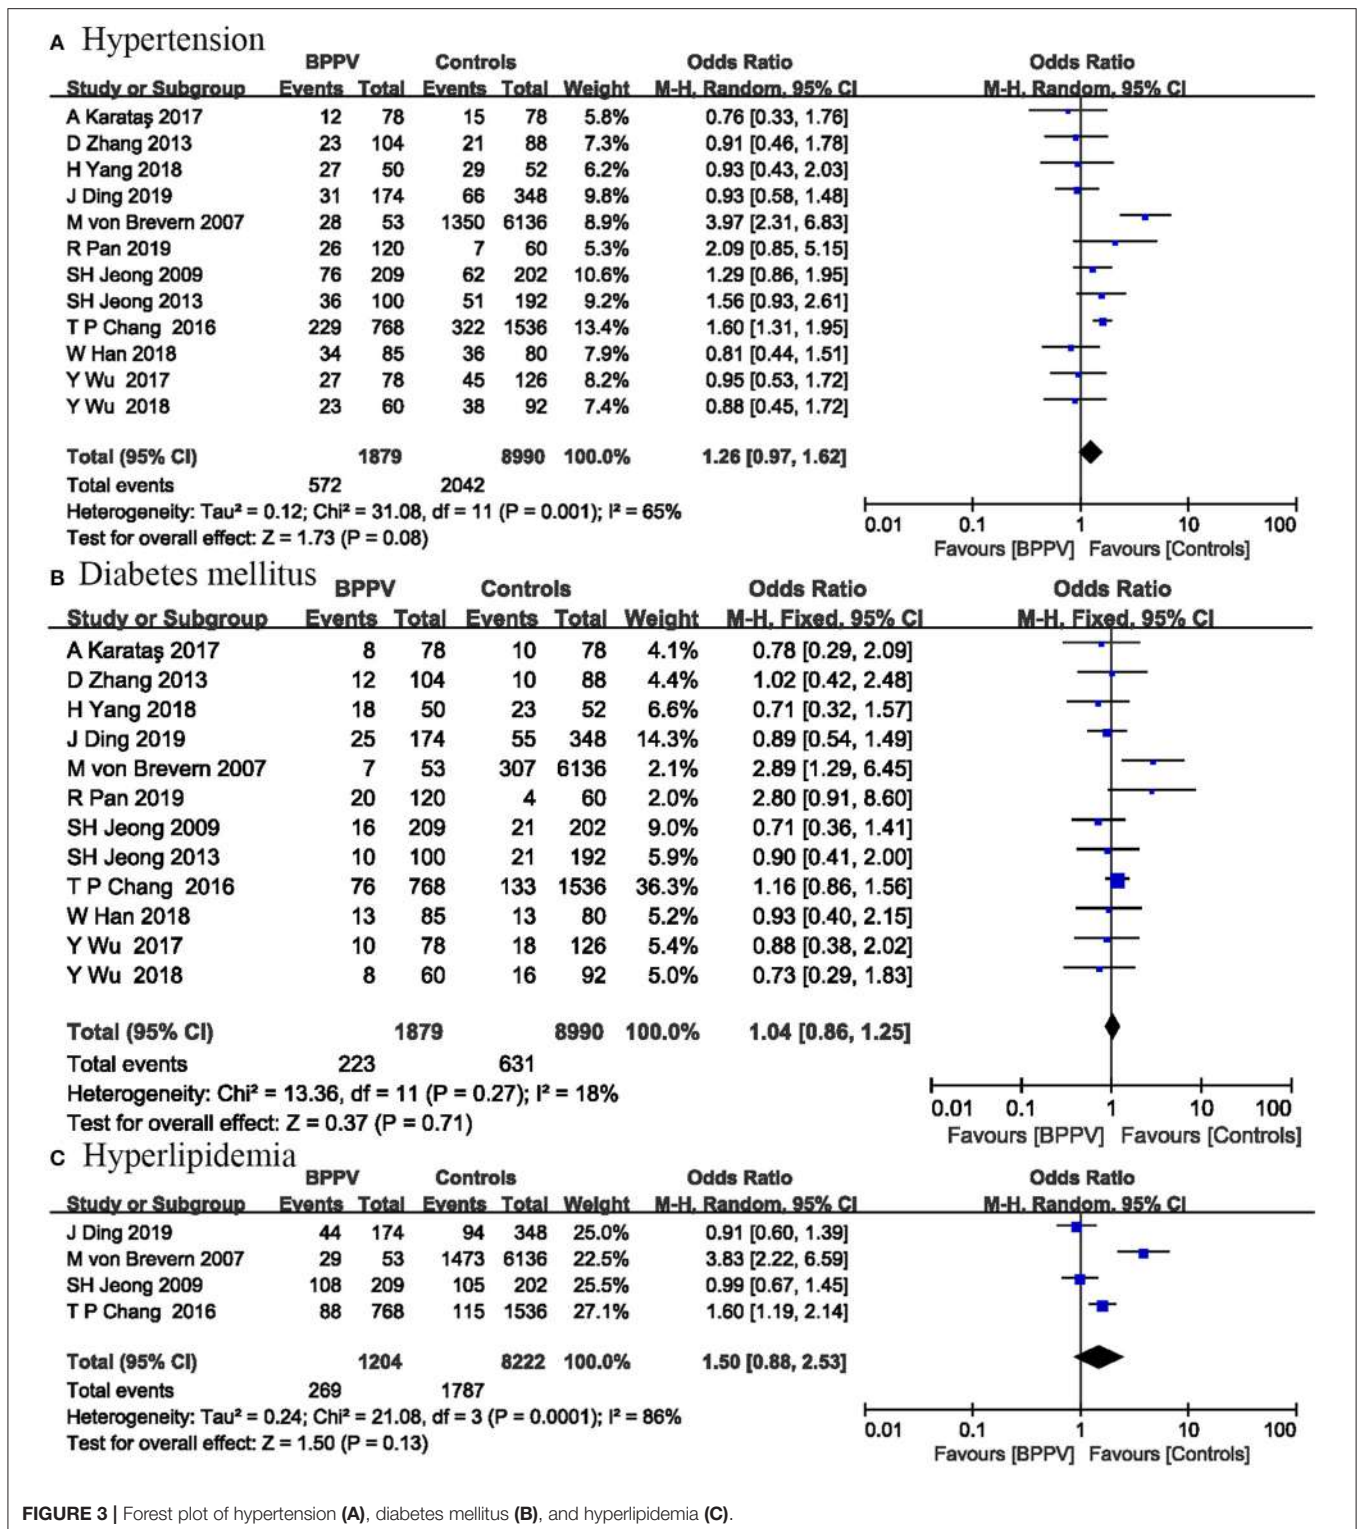 A Hypertension
BPPV Controls Odds Ratio Odds Ratio
Study or Subgroup Events Total Events Total Weight M-H, Random, 95% CI M-H, Random, 95% CI
A Karataş 2017 12 78 15 78 5.8% 0.76 [0.33, 1.76]
D Zhang 2013 23 104 21 88 7.3% 0.91 [0.46, 1.78]
H Yang 2018 27 50 29 52 6.2% 0.93 [0.43, 2.03]
J Ding 2019 31 174 66 348 9.8% 0.93 [0.58, 1.48]
M von Brevern 2007 28 53 1350 6136 8.9% 3.97 [2.31, 6.83]
R Pan 2019 26 120 7 60 5.3% 2.09 [0.85, 5.15]
SH Jeong 2009 76 209 62 202 10.6% 1.29 [0.86, 1.95]
SH Jeong 2013 36 100 51 192 9.2% 1.56 [0.93, 2.61]
T P Chang 2016 229 768 322 1536 13.4% 1.60 [1.31, 1.95]
W Han 2018 34 85 36 80 7.9% 0.81 [0.44, 1.51]
Y Wu 2017 27 78 45 126 8.2% 0.95 [0.53, 1.72]
Y Wu 2018 23 60 38 92 7.4% 0.88 [0.45, 1.72]
Total (95% CI) 1879 8990 100.0% 1.26 [0.97, 1.62]
Total events 572 2042
Heterogeneity: Tau² = 0.12; Chi² = 31.08, df = 11 (P = 0.001); I² = 65%
Test for overall effect: Z = 1.73 (P = 0.08)
0.01 0.1 1 10 100
Favours [BPPV] Favours [Controls]
B Diabetes mellitus
BPPV Controls Odds Ratio Odds Ratio
Study or Subgroup Events Total Events Total Weight M-H, Fixed, 95% CI M-H, Fixed, 95% CI
A Karataş 2017 8 78 10 78 4.1% 0.78 [0.29, 2.09]
D Zhang 2013 12 104 10 88 4.4% 1.02 [0.42, 2.48]
H Yang 2018 18 50 23 52 6.6% 0.71 [0.32, 1.57]
J Ding 2019 25 174 55 348 14.3% 0.89 [0.54, 1.49]
M von Brevern 2007 7 53 307 6136 2.1% 2.89 [1.29, 6.45]
R Pan 2019 20 120 4 60 2.0% 2.80 [0.91, 8.60]
SH Jeong 2009 16 209 21 202 9.0% 0.71 [0.36, 1.41]
SH Jeong 2013 10 100 21 192 5.9% 0.90 [0.41, 2.00]
T P Chang 2016 76 768 133 1536 36.3% 1.16 [0.86, 1.56]
W Han 2018 13 85 13 80 5.2% 0.93 [0.40, 2.15]
Y Wu 2017 10 78 18 126 5.4% 0.88 [0.38, 2.02]
Y Wu 2018 8 60 16 92 5.0% 0.73 [0.29, 1.83]
Total (95% CI) 1879 8990 100.0% 1.04 [0.86, 1.25]
Total events 223 631
Heterogeneity: Chi² = 13.36, df = 11 (P = 0.27); I² = 18%
Test for overall effect: Z = 0.37 (P = 0.71)
0.01 0.1 1 10 100
Favours [BPPV] Favours [Controls]
C Hyperlipidemia
BPPV Controls Odds Ratio Odds Ratio
Study or Subgroup Events Total Events Total Weight M-H, Random, 95% CI M-H, Random, 95% CI
J Ding 2019 44 174 94 348 25.0% 0.91 [0.60, 1.39]
M von Brevern 2007 29 53 1473 6136 22.5% 3.83 [2.22, 6.59]
SH Jeong 2009 108 209 105 202 25.5% 0.99 [0.67, 1.45]
T P Chang 2016 88 768 115 1536 27.1% 1.60 [1.19, 2.14]
Total (95% CI) 1204 8222 100.0% 1.50 [0.88, 2.53]
Total events 269 1787
Heterogeneity: Tau² = 0.24; Chi² = 21.08, df = 3 (P = 0.0001); I² = 86%
Test for overall effect: Z = 1.50 (P = 0.13)
0.01 0.1 1 10 100
Favours [BPPV] Favours [Controls]
FIGURE 3 | Forest plot of hypertension (A), diabetes mellitus (B), and hyperlipidemia (C).